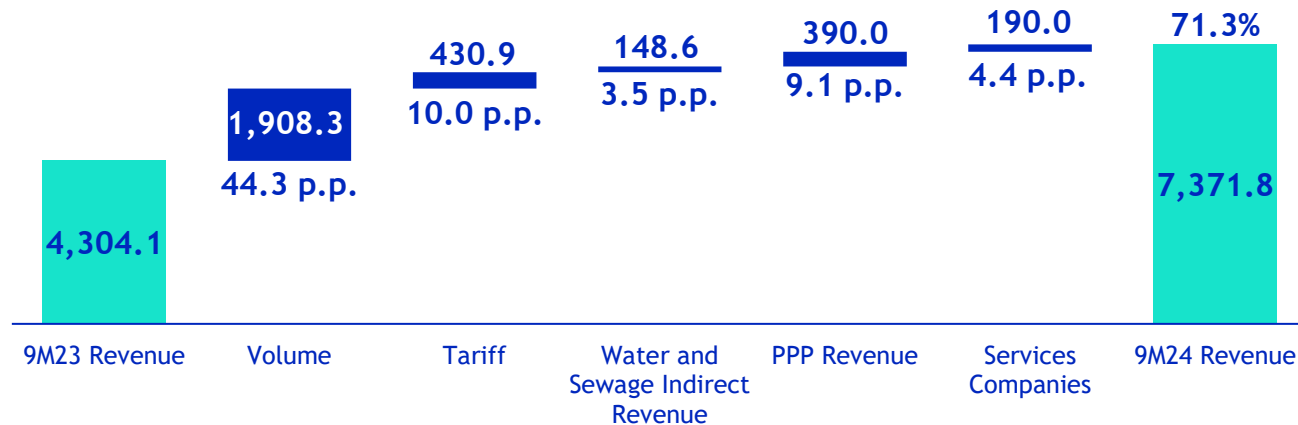 190.0
71.3%
430.9
148.6
390.0
4.4 p.p.
3.5 p.p.
9.1 p.p.
10.0 p.p.
1,908.3
44.3 p.p.
7,371.8
4,304.1
9M23 Revenue
Volume
Tariff
Water and
Sewage Indirect
Revenue
PPP Revenue
Services
Companies
9M24 Revenue